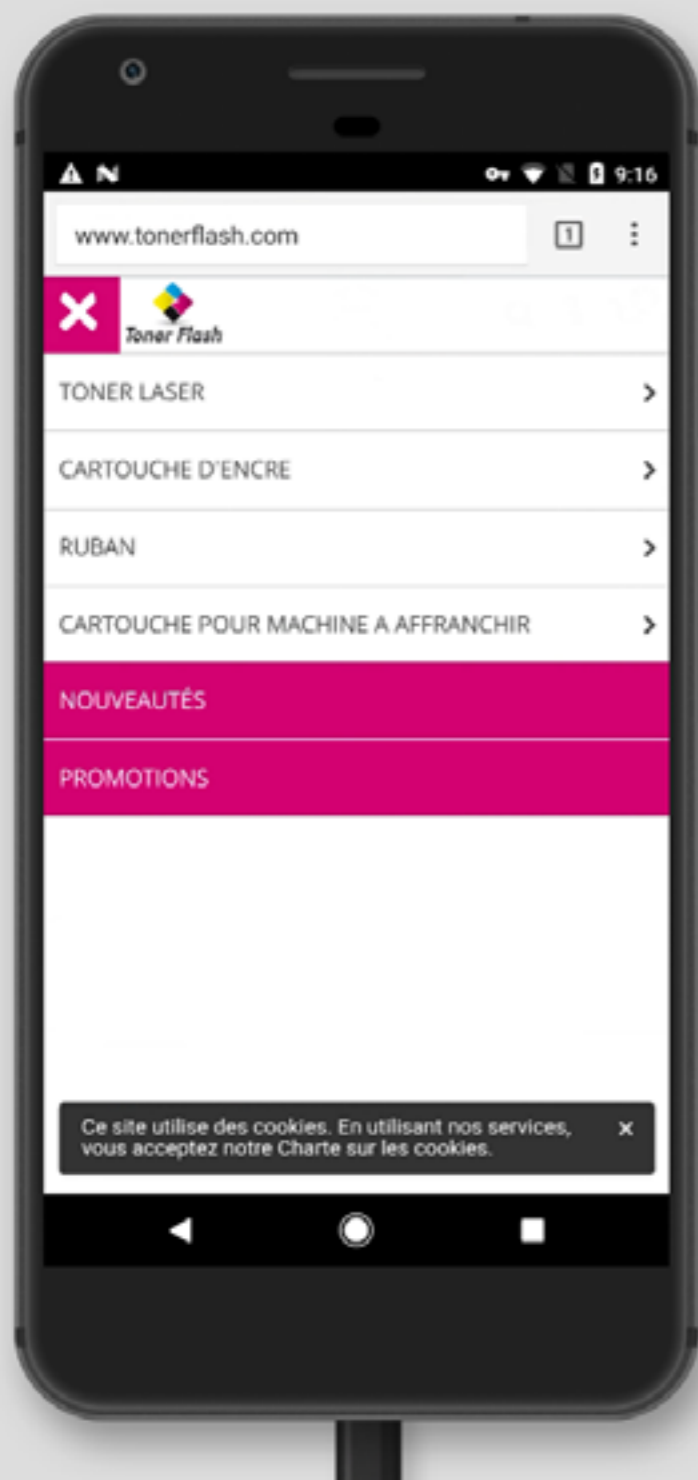 9:16
www.tonerflash.com
1
Toner Flash
TONER LASER
CARTOUCHE D'ENCRE
RUBAN
CARTOUCHE POUR MACHINE A AFFRANCHIR
NOUVEAUTÉS
PROMOTIONS
Ce site utilise des cookies. En utilisant nos services,
vous acceptez notre Charte sur les cookies.